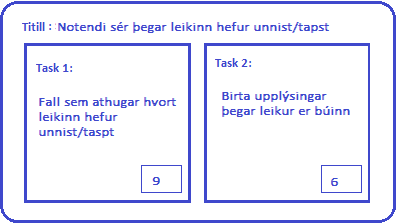 Titill : Notendi sér þegar leikinn hefur unnist/tapst
Task 1:
Fall sem athugar hvort
leikinn hefur
unnist/taspt
9
Task 2:
Birta upplýsingar
þegar leikur er búinn
6